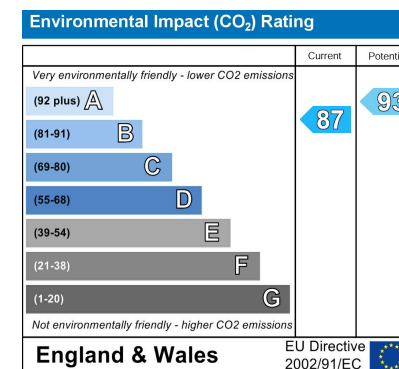 Environmental Impact (CO₂) Rating
Current Potenti
Very environmentally friendly - lower CO2 emissions
(92 plus) A
93
(81-91) B
87
(69-80) C
(55-68) D
(39-54) E
(21-38) F
(1-20) G
Not environmentally friendly - higher CO2 emissions
England & Wales
EU Directive
2002/91/EC